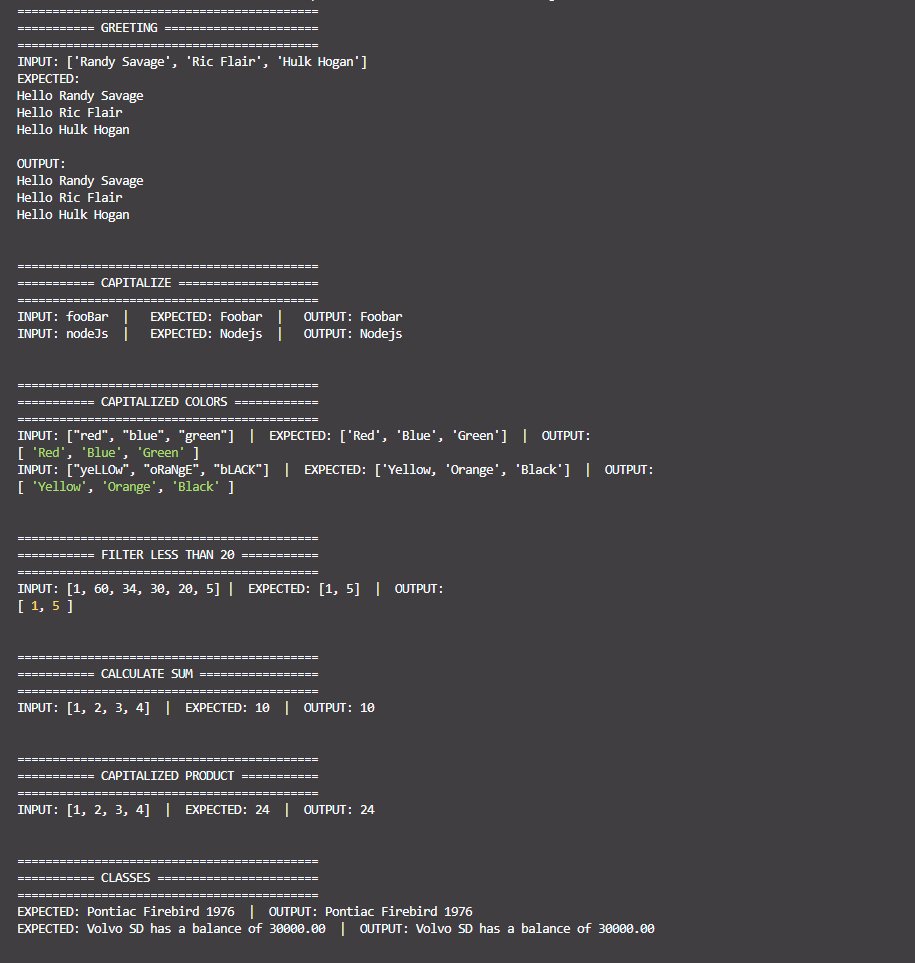 ===========================================
=========== GREETING ======================
===========================================
INPUT: ['Randy Savage', 'Ric Flair', 'Hulk Hogan']
EXPECTED:
Hello Randy Savage
Hello Ric Flair
Hello Hulk Hogan
OUTPUT:
Hello Randy Savage
Hello Ric Flair
Hello Hulk Hogan
===========================================
=========== CAPITALIZE ====================
===========================================
INPUT: fooBar  |   EXPECTED: Foobar  |   OUTPUT: Foobar
INPUT: nodeJs  |   EXPECTED: Nodejs  |   OUTPUT: Nodejs
===========================================
=========== CAPITALIZED COLORS ============
===========================================
INPUT: ["red", "blue", "green"]  |  EXPECTED: ['Red', 'Blue', 'Green']  |  OUTPUT:
[ 'Red', 'Blue', 'Green' ]
INPUT: ["yeLLOw", "oRaNgE", "bLACK"]  |  EXPECTED: ['Yellow, 'Orange', 'Black']  |  OUTPUT:
[ 'Yellow', 'Orange', 'Black' ]
===========================================
=========== FILTER LESS THAN 20 ===========
===========================================
INPUT: [1, 60, 34, 30, 20, 5] |  EXPECTED: [1, 5]  |  OUTPUT:
[ 1, 5 ]
===========================================
=========== CALCULATE SUM =================
===========================================
INPUT: [1, 2, 3, 4]  |  EXPECTED: 10  |  OUTPUT: 10
===========================================
=========== CAPITALIZED PRODUCT ===========
===========================================
INPUT: [1, 2, 3, 4]  |  EXPECTED: 24  |  OUTPUT: 24
===========================================
=========== CLASSES =======================
===========================================
EXPECTED: Pontiac Firebird 1976  |  OUTPUT: Pontiac Firebird 1976
EXPECTED: Volvo SD has a balance of 30000.00  |  OUTPUT: Volvo SD has a balance of 30000.00